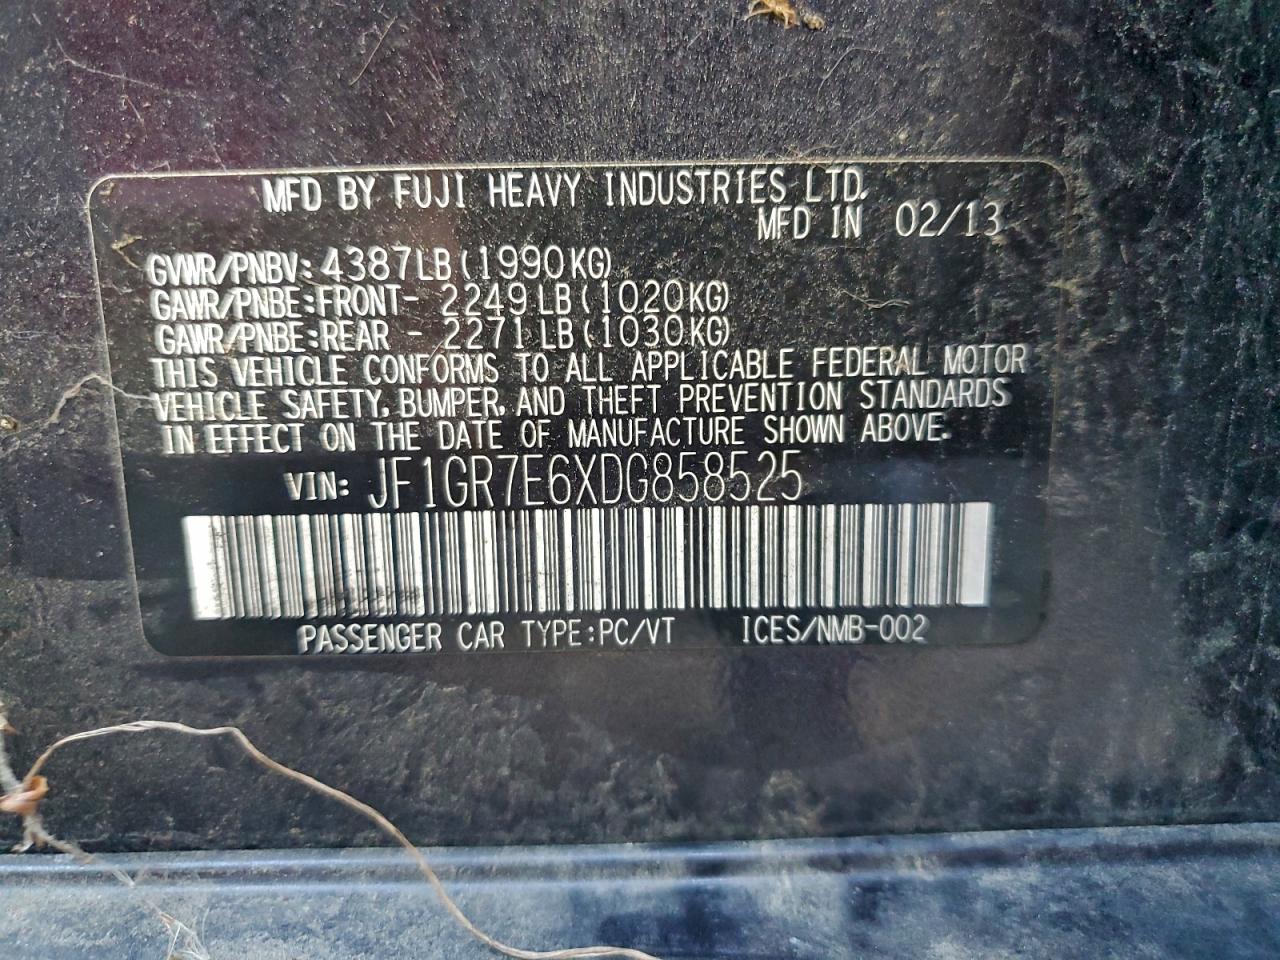 MFD BY FUJI HEAVY INDUSTRIES LTD.
MFD IN 02/13
GVWR/PNBV: 4387LB (1990KG)
GAWR/PNBE:FRONT- 2249LB (1020KG)
GAWR/PNBE:REAR - 2271LB (1030KG)
THIS VEHICLE CONFORMS TO ALL APPLICABLE FEDERAL MOTOR
VEHICLE SAFETY, BUMPER, AND THEFT PREVENTION STANDARDS
IN EFFECT ON THE DATE OF MANUFACTURE SHOWN ABOVE.
VIN: JF1GR7E6XDG858525
PASSENGER CAR TYPE:PC/VT ICES/NMB-002